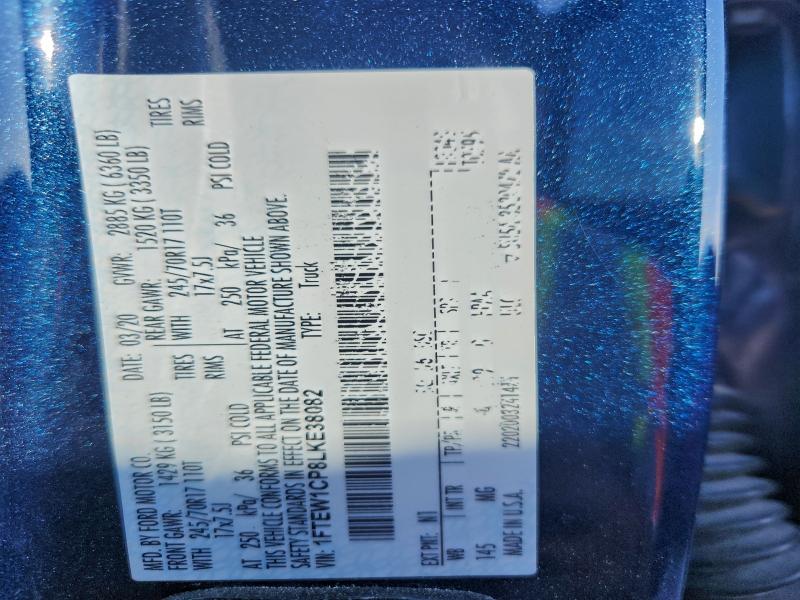 MFD. BY FORD MOTOR CO.
DATE: 03/20 GVWR: 2885 KG ( 6360 LB)
FRONT GAWR: 1429 KG ( 3150 LB) REAR GAWR: 1520 KG ( 3350 LB)
WITH 245/70R17 110T TIRES WITH 245/70R17 110T TIRES
17x7.5J RIMS 17x7.5J RIMS
AT 250 kPa/ 36 PSI COLD AT 250 kPa/ 36 PSI COLD
THIS VEHICLE CONFORMS TO ALL APPLICABLE FEDERAL MOTOR VEHICLE
SAFETY STANDARDS IN EFFECT ON THE DATE OF MANUFACTURE SHOWN ABOVE.
VIN: 1FTEW1CP8LKE38082 TYPE: Truck
EXT PNT: N1
WB INT TR TP/PS
145 MG
MADE IN U.S.A.